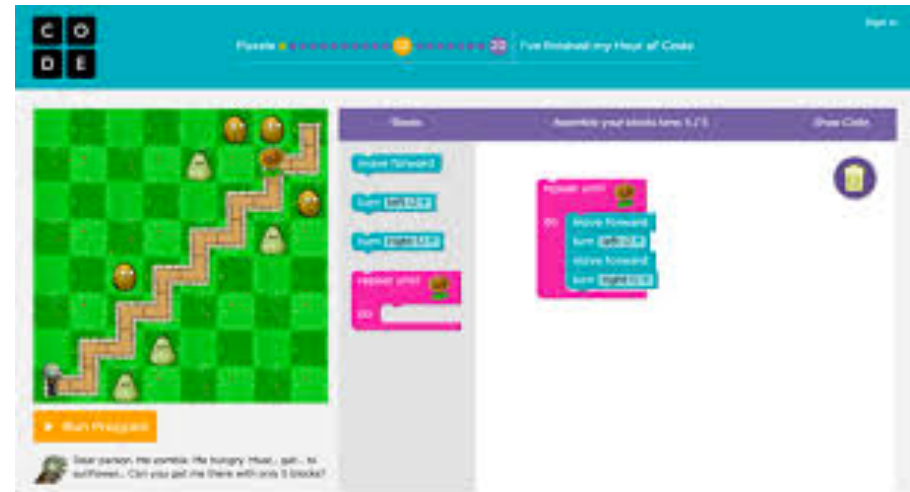 C O
D E
Sign in
Puzzle
20
I've finished my Hour of Code
Blocks
Assemble your blocks here: 5 / 5
Show Code
move forward
turn left
turn right
repeat until
do
repeat until
do
move forward
turn left
move forward
turn right
Run Program
Dear person. Me zombie. Me hungry. Must... get... to
sunflower... Can you get me there with only 5 blocks?